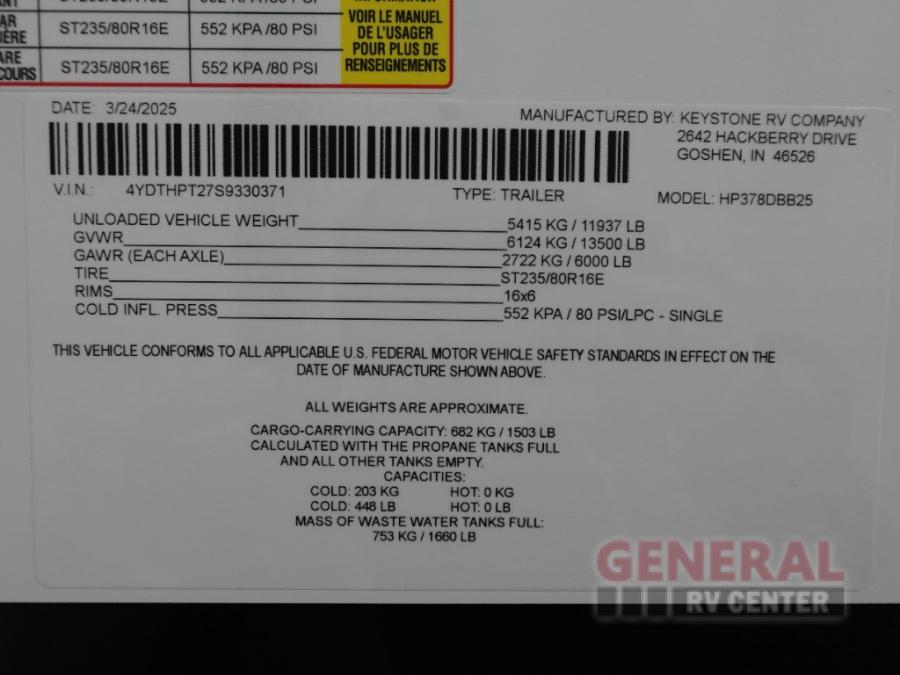 ST235/80R16E 552 KPA /80 PSI
ST235/80R16E 552 KPA /80 PSI
VOIR LE MANUEL
DE L'USAGER
POUR PLUS DE
RENSEIGNEMENTS
DATE: 3/24/2025
MANUFACTURED BY: KEYSTONE RV COMPANY
2642 HACKBERRY DRIVE
GOSHEN, IN 46526
V.I.N.: 4YDTHPT27S9330371 TYPE: TRAILER MODEL: HP378DBB25
UNLOADED VEHICLE WEIGHT 5415 KG / 11937 LB
GVWR 6124 KG / 13500 LB
GAWR (EACH AXLE) 2722 KG / 6000 LB
TIRE ST235/80R16E
RIMS 16x6
COLD INFL. PRESS 552 KPA / 80 PSI/LPC - SINGLE
THIS VEHICLE CONFORMS TO ALL APPLICABLE U.S. FEDERAL MOTOR VEHICLE SAFETY STANDARDS IN EFFECT ON THE
DATE OF MANUFACTURE SHOWN ABOVE.
ALL WEIGHTS ARE APPROXIMATE.
CARGO-CARRYING CAPACITY: 682 KG / 1503 LB
CALCULATED WITH THE PROPANE TANKS FULL
AND ALL OTHER TANKS EMPTY.
CAPACITIES:
COLD: 203 KG HOT: 0 KG
COLD: 448 LB HOT: 0 LB
MASS OF WASTE WATER TANKS FULL:
753 KG / 1660 LB
GENERAL
RV CENTER